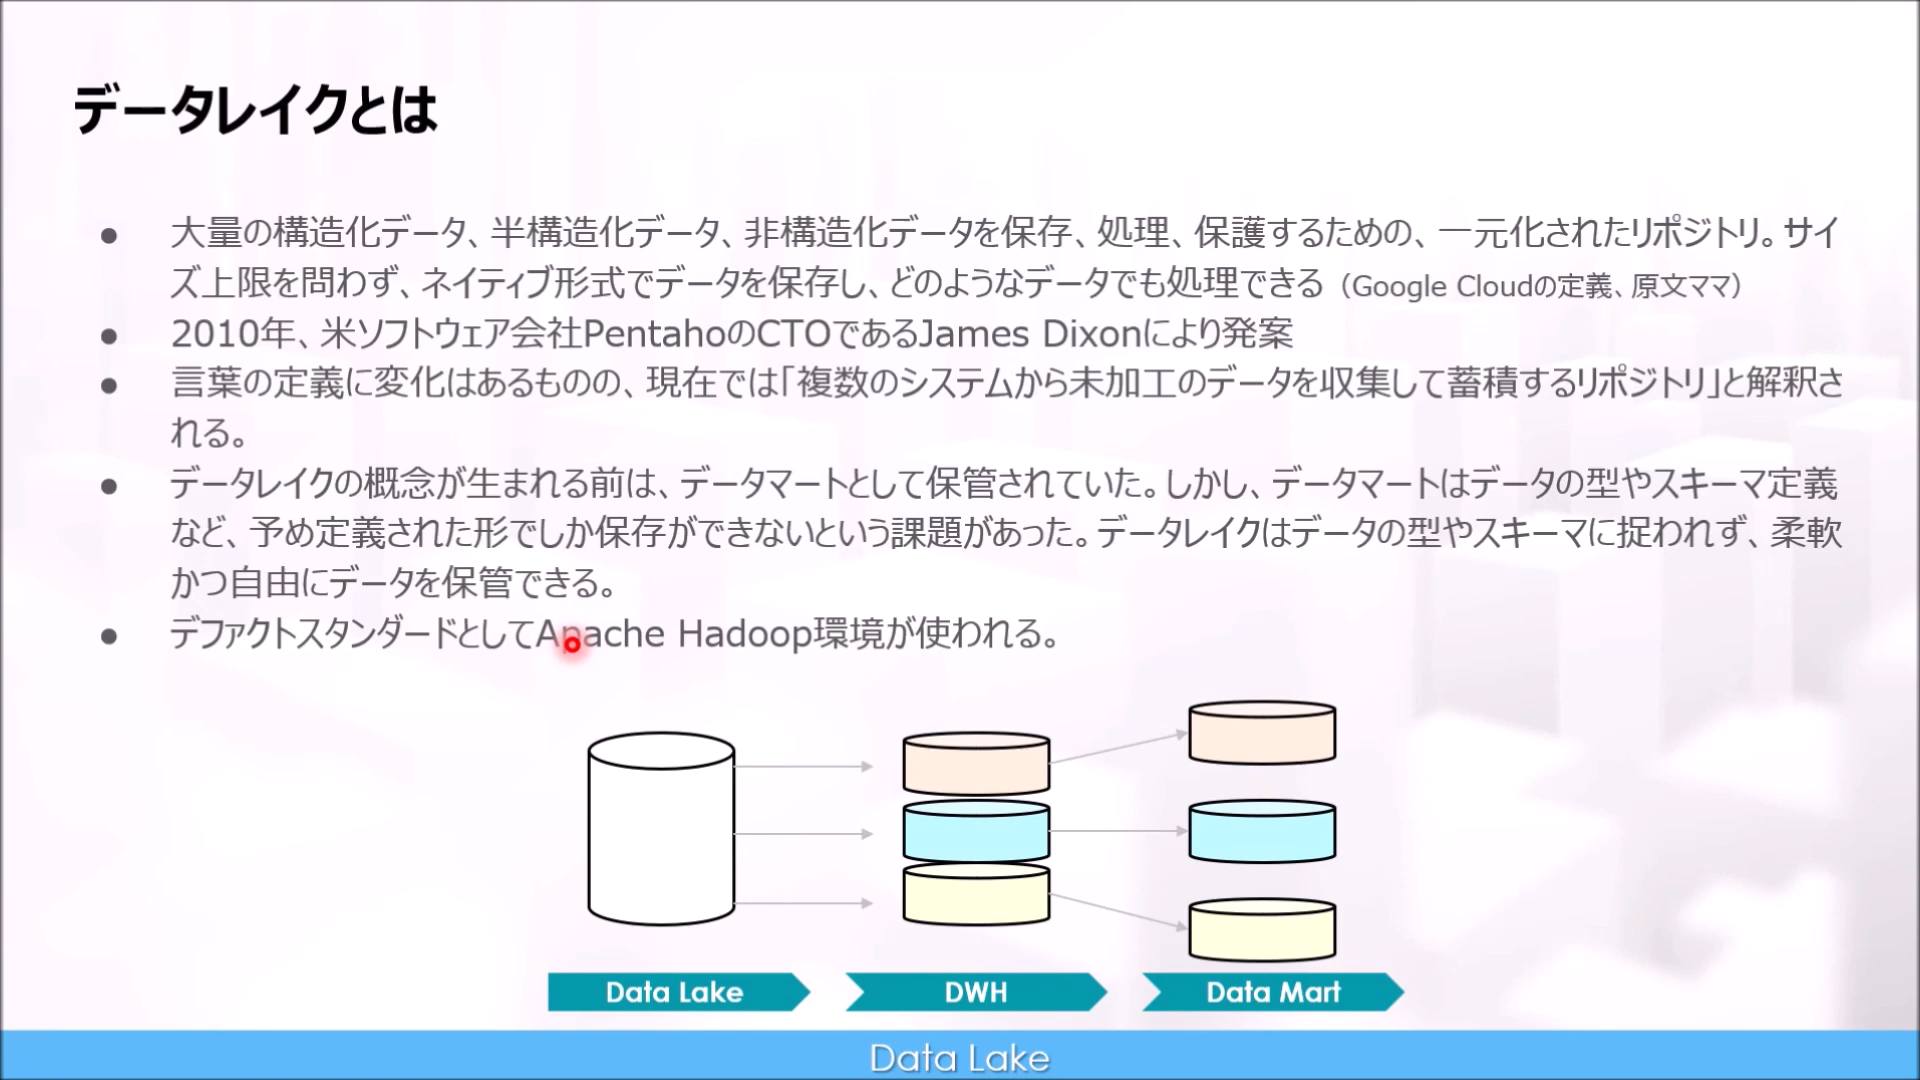 データレイクとは
● 大量の構造化データ、半構造化データ、非構造化データを保存、処理、保護するための、一元化されたリポジトリ。サイ
ズ上限を問わず、ネイティブ形式でデータを保存し、どのようなデータでも処理できる（Google Cloudの定義、原文ママ）
● 2010年、米ソフトウェア会社PentahoのCTOであるJames Dixonにより発案
● 言葉の定義に変化はあるものの、現在では「複数のシステムから未加工のデータを収集して蓄積するリポジトリ」と解釈さ
れる。
● データレイクの概念が生まれる前は、データマートとして保管されていた。しかし、データマートはデータの型やスキーマ定義
など、予め定義された形でしか保存ができないという課題があった。データレイクはデータの型やスキーマに捉われず、柔軟
かつ自由にデータを保管できる。
● デファクトスタンダードとしてApache Hadoop環境が使われる。
Data Lake
DWH
Data Mart
Data Lake